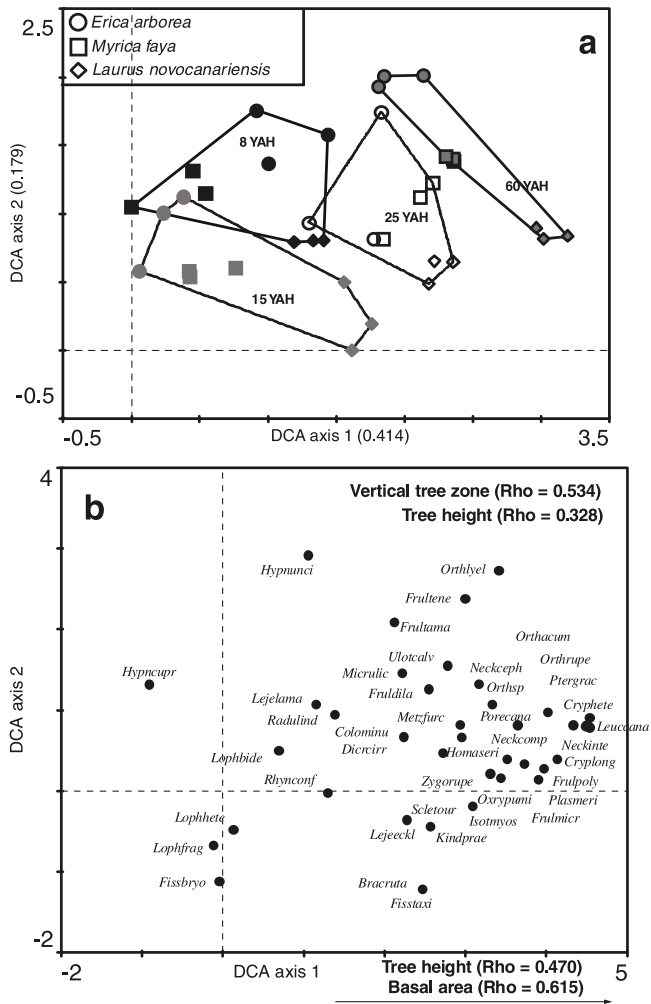 2.5
Erica arborea
Myrica faya
Laurus novocanariensis
a
8 YAH
60 YAH
25 YAH
15 YAH
DCA axis 2 (0.179)
-0.5
-0.5
DCA axis 1 (0.414)
3.5
4
b
Vertical tree zone (Rho = 0.534)
Tree height (Rho = 0.328)
Hypnunci
Orthlyel
Frultene
Frultama
Orthacum
Ulotcalv
Orthrupe
Hypncupr
Micrulic
Neckceph
Ptergrac
Fruldila
Orthsp
Lejelama
Cryphete
Radulind
Metzfurc
Porecana
Leuccana
Colominu
Neckcomp
Neckinte
Dicrcirr
Homaseri
Lophbide
Cryplong
Rhynconf
Zygorupe
Frulpoly
Oxrypumi
Plasmeri
Lophhete
Scletour
Isotmyos
Frulmicr
Lejeeckl
Kindprae
Lophfrag
Fissbryo
Bracruta
Fisstaxi
DCA axis 2
-2
-2
DCA axis 1
5
Tree height (Rho = 0.470)
Basal area (Rho = 0.615)